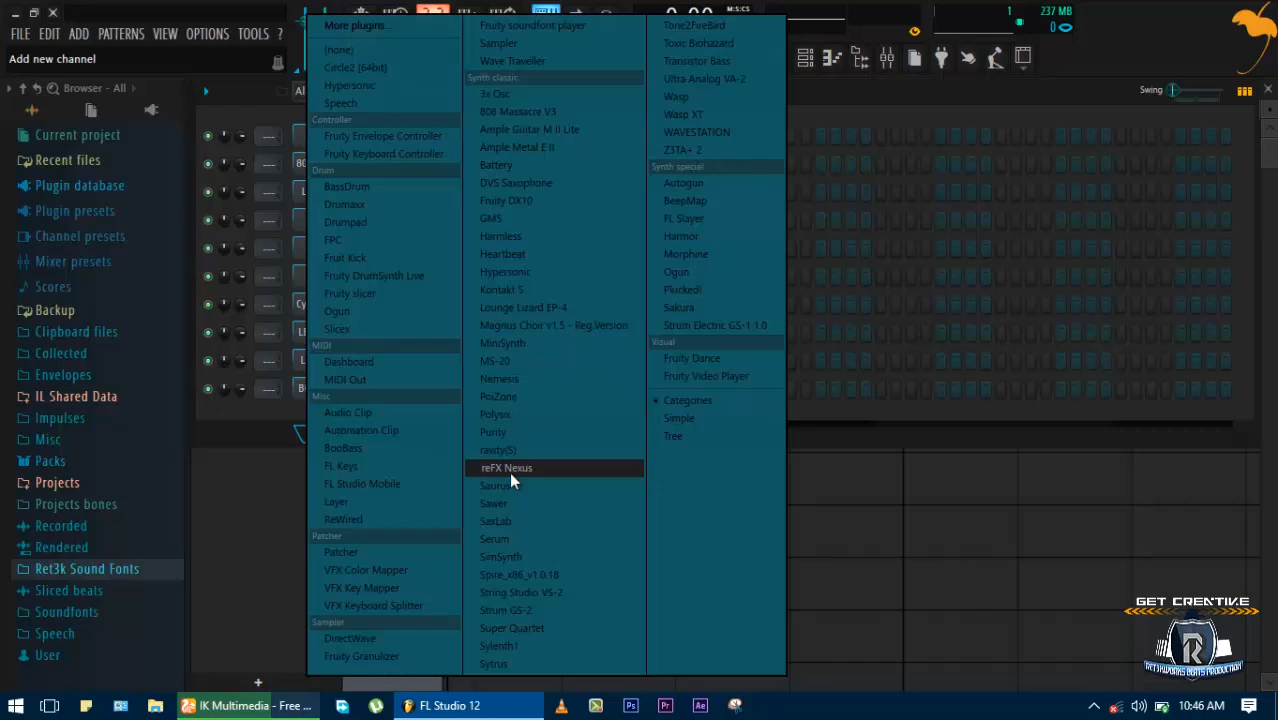 FILE EDIT ADD PATTERNS VIEW OPTIONS TOOLS ?
Add new channel
Browser - All
Current project
Recent files
Plugin database
Plugin presets
Channel presets
Mixer presets
Scores
Backup
Clipboard files
Collected
Envelopes
IL Shared Data
Impulses
Misc
Packs
Projects
Projects bones
Recorded
Rendered
Ret3k Sound Fonts
Sliced beats
Soundfonts
Speech
User
More plugins...
(none)
Circle2 [64bit]
Hypersonic
Speech
Controller
Fruity Envelope Controller
Fruity Keyboard Controller
Drum
BassDrum
Drumaxx
Drumpad
FPC
Fruit Kick
Fruity DrumSynth Live
Fruity slicer
Ogun
Slicex
MIDI
Dashboard
MIDI Out
Misc
Audio Clip
Automation Clip
BooBass
FL Keys
FL Studio Mobile
Layer
ReWired
Patcher
Patcher
VFX Color Mapper
VFX Key Mapper
VFX Keyboard Splitter
Sampler
DirectWave
Fruity Granulizer
Fruity soundfont player
Sampler
Wave Traveller
Synth classic
3x Osc
808 Massacre V3
Ample Guitar M II Lite
Ample Metal E II
Battery
DVS Saxophone
Fruity DX10
GMS
Harmless
Heartbeat
Hypersonic
Kontakt 5
Lounge Lizard EP-4
Magnus Choir v1.5 - Reg.Version
MiniSynth
MS-20
Nemesis
PoiZone
Polysix
Purity
ravity(S)
reFX Nexus
Saurus
Sawer
SaxLab
Serum
SimSynth
Spire_x86_v1.0.18
String Studio VS-2
Strum GS-2
Super Quartet
Sylenth1
Sytrus
Tone2FireBird
Toxic Biohazard
Transistor Bass
Ultra Analog VA-2
Wasp
Wasp XT
WAVESTATION
Z3TA+ 2
Synth special
Autogun
BeepMap
FL Slayer
Harmor
Morphine
Ogun
Plucked!
Sakura
Strum Electric GS-1 1.0
Visual
Fruity Dance
Fruity Video Player
Categories
Simple
Tree
M:S:CS
1
237 MB
0
Swing
GET CREATIVE
R
RET3KWORKS BEATS PRODUCTION
IK Multimedia - Free ...
FL Studio 12
10:46 AM